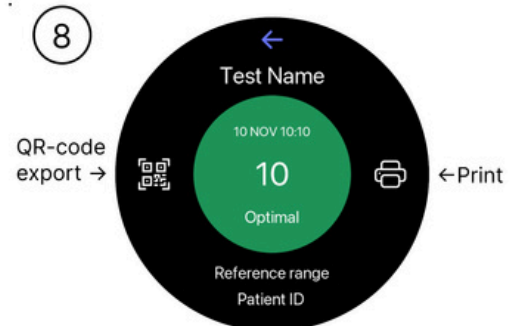 8
Test Name
10 NOV 10:10
QR-code
export →
10
←Print
Optimal
Reference range
Patient ID